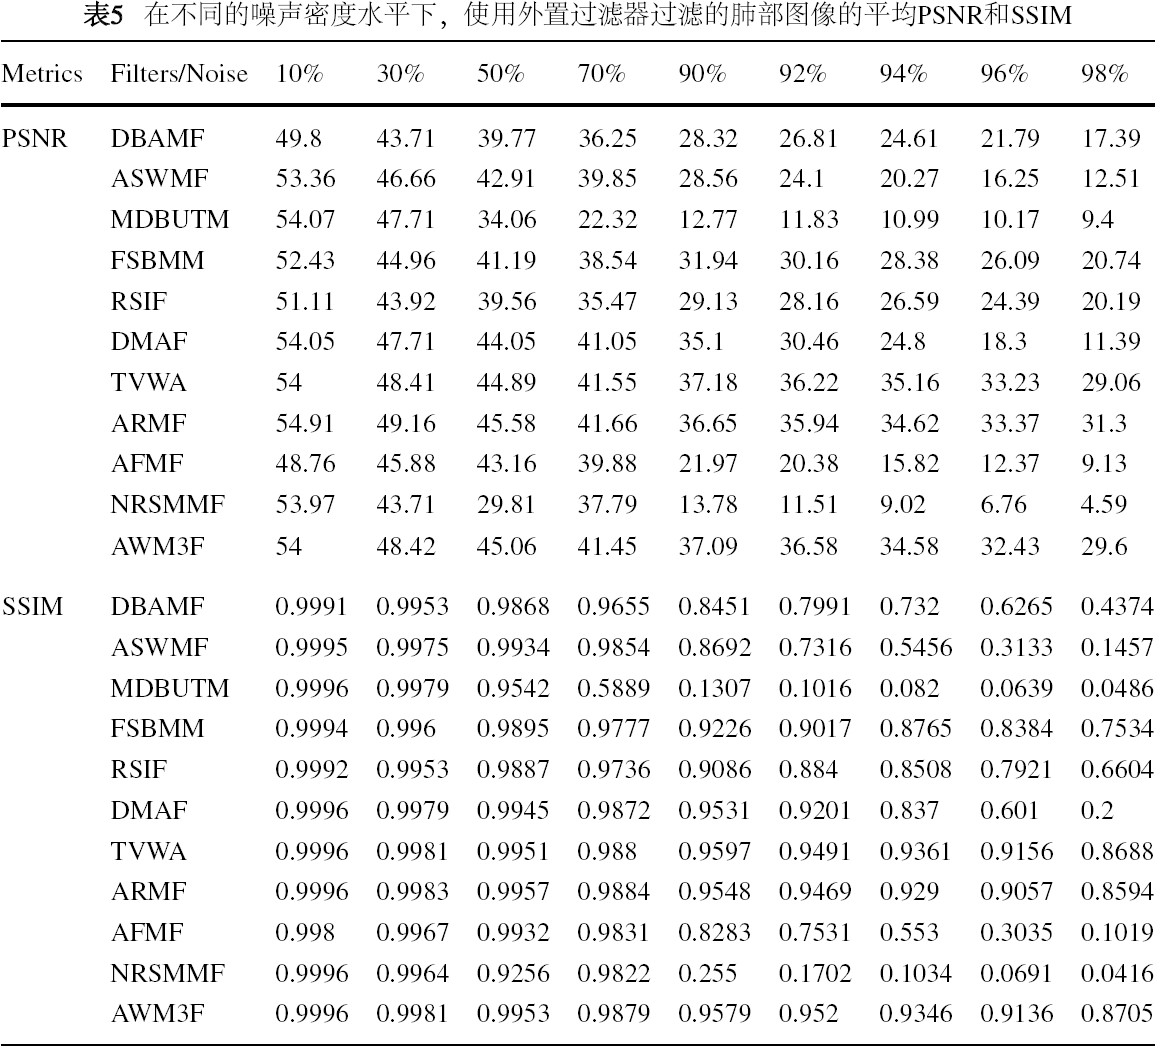 表5 在不同的噪声密度水平下，使用外置过滤器过滤的肺部图像的平均PSNR和SSIM
Metrics Filters/Noise 10% 30% 50% 70% 90% 92% 94% 96% 98%
PSNR DBAMF 49.8 43.71 39.77 36.25 28.32 26.81 24.61 21.79 17.39
ASWMF 53.36 46.66 42.91 39.85 28.56 24.1 20.27 16.25 12.51
MDBUTM 54.07 47.71 34.06 22.32 12.77 11.83 10.99 10.17 9.4
FSBMM 52.43 44.96 41.19 38.54 31.94 30.16 28.38 26.09 20.74
RSIF 51.11 43.92 39.56 35.47 29.13 28.16 26.59 24.39 20.19
DMAF 54.05 47.71 44.05 41.05 35.1 30.46 24.8 18.3 11.39
TVWA 54 48.41 44.89 41.55 37.18 36.22 35.16 33.23 29.06
ARMF 54.91 49.16 45.58 41.66 36.65 35.94 34.62 33.37 31.3
AFMF 48.76 45.88 43.16 39.88 21.97 20.38 15.82 12.37 9.13
NRSMMF 53.97 43.71 29.81 37.79 13.78 11.51 9.02 6.76 4.59
AWM3F 54 48.42 45.06 41.45 37.09 36.58 34.58 32.43 29.6
SSIM DBAMF 0.9991 0.9953 0.9868 0.9655 0.8451 0.7991 0.732 0.6265 0.4374
ASWMF 0.9995 0.9975 0.9934 0.9854 0.8692 0.7316 0.5456 0.3133 0.1457
MDBUTM 0.9996 0.9979 0.9542 0.5889 0.1307 0.1016 0.082 0.0639 0.0486
FSBMM 0.9994 0.996 0.9895 0.9777 0.9226 0.9017 0.8765 0.8384 0.7534
RSIF 0.9992 0.9953 0.9887 0.9736 0.9086 0.884 0.8508 0.7921 0.6604
DMAF 0.9996 0.9979 0.9945 0.9872 0.9531 0.9201 0.837 0.601 0.2
TVWA 0.9996 0.9981 0.9951 0.988 0.9597 0.9491 0.9361 0.9156 0.8688
ARMF 0.9996 0.9983 0.9957 0.9884 0.9548 0.9469 0.929 0.9057 0.8594
AFMF 0.998 0.9967 0.9932 0.9831 0.8283 0.7531 0.553 0.3035 0.1019
NRSMMF 0.9996 0.9964 0.9256 0.9822 0.255 0.1702 0.1034 0.0691 0.0416
AWM3F 0.9996 0.9981 0.9953 0.9879 0.9579 0.952 0.9346 0.9136 0.8705